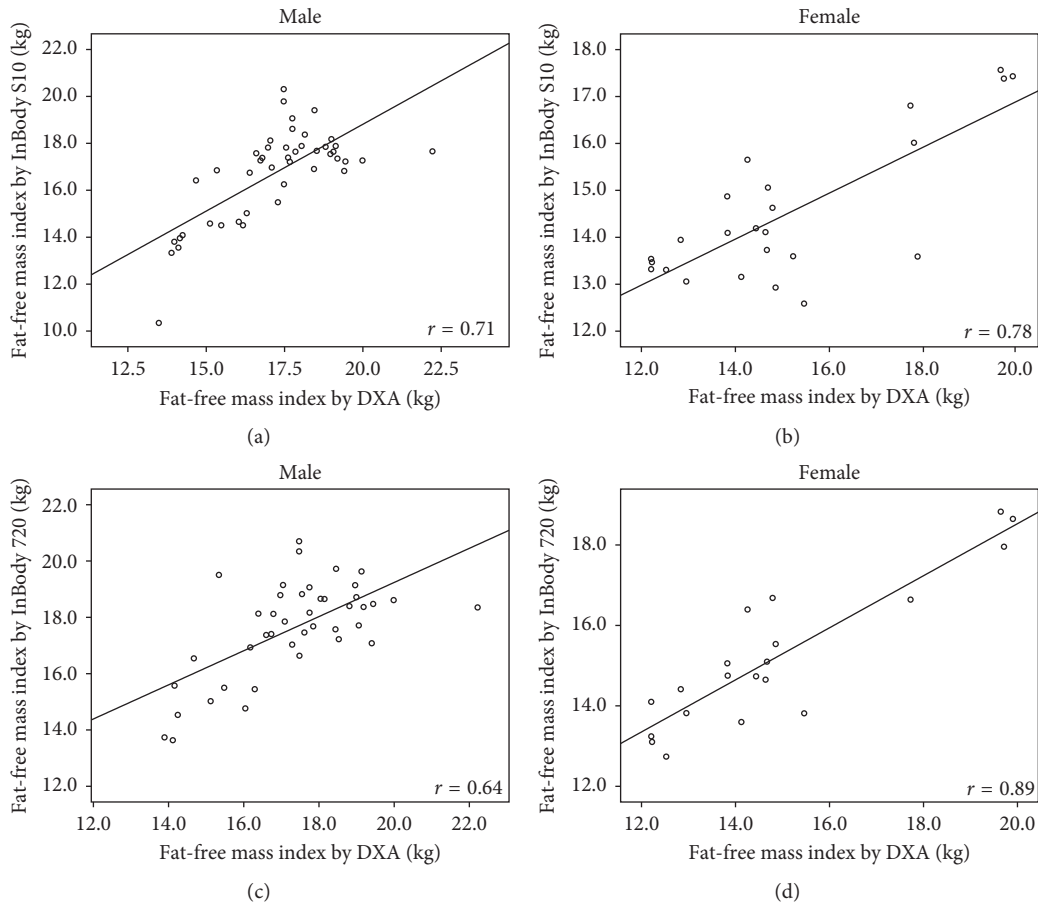 Male
Fat-free mass index by InBody S10 (kg)
22.0
20.0
18.0
16.0
14.0
12.0
10.0
r = 0.71
12.5 15.0 17.5 20.0 22.5
Fat-free mass index by DXA (kg)
(a)
Female
Fat-free mass index by InBody S10 (kg)
18.0
17.0
16.0
15.0
14.0
13.0
12.0
r = 0.78
12.0 14.0 16.0 18.0 20.0
Fat-free mass index by DXA (kg)
(b)
Male
Fat-free mass index by InBody 720 (kg)
22.0
20.0
18.0
16.0
14.0
12.0
r = 0.64
12.0 14.0 16.0 18.0 20.0 22.0
Fat-free mass index by DXA (kg)
(c)
Female
Fat-free mass index by InBody 720 (kg)
18.0
16.0
14.0
12.0
r = 0.89
12.0 14.0 16.0 18.0 20.0
Fat-free mass index by DXA (kg)
(d)